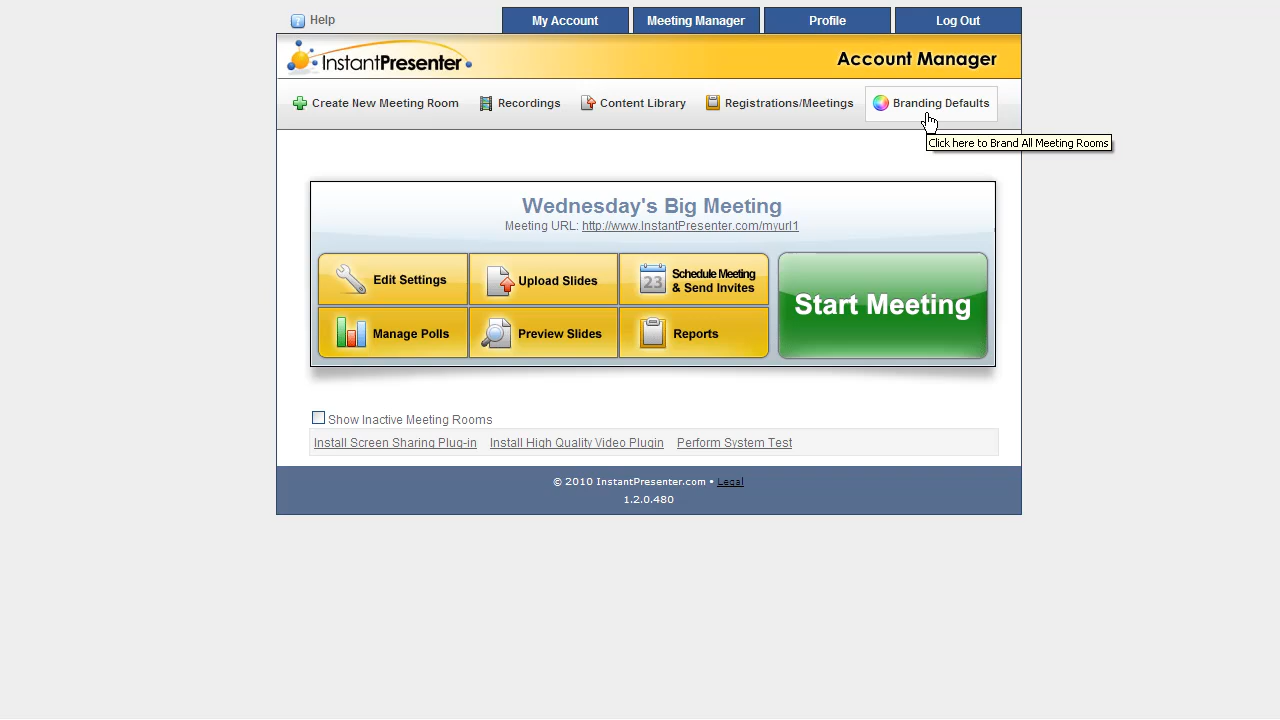 Help
My Account
Meeting Manager
Profile
Log Out
InstantPresenter
Account Manager
Create New Meeting Room
Recordings
Content Library
Registrations/Meetings
Branding Defaults
Click here to Brand All Meeting Rooms
Wednesday's Big Meeting
Meeting URL: http://www.InstantPresenter.com/myurl1
Edit Settings
Upload Slides
23
Schedule Meeting
& Send Invites
Start Meeting
Manage Polls
Preview Slides
Reports
Show Inactive Meeting Rooms
Install Screen Sharing Plug-in
Install High Quality Video Plugin
Perform System Test
© 2010 InstantPresenter.com • Legal
1.2.0.480